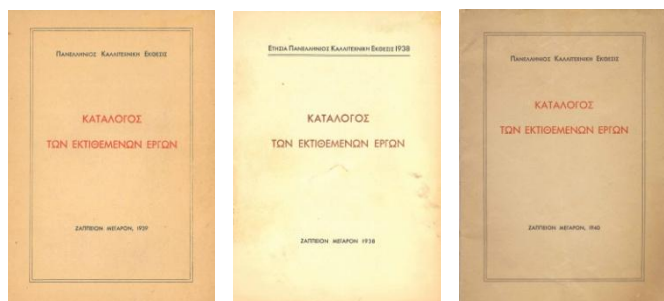 ΠΑΝΕΛΛΗΝΙΟΣ ΚΑΛΛΙΤΕΧΝΙΚΗ ΕΚΘΕΣΙΣ
ΚΑΤΑΛΟΓΟΣ
ΤΩΝ ΕΚΤΙΘΕΜΕΝΩΝ ΕΡΓΩΝ
ΖΑΠΠΕΙΟΝ ΜΕΓΑΡΟΝ, 1939
ΕΤΗΣΙΑ ΠΑΝΕΛΛΗΝΙΟΣ ΚΑΛΛΙΤΕΧΝΙΚΗ ΕΚΘΕΣΙΣ 1938
ΚΑΤΑΛΟΓΟΣ
ΤΩΝ ΕΚΤΙΘΕΜΕΝΩΝ ΕΡΓΩΝ
ΖΑΠΠΕΙΟΝ ΜΕΓΑΡΟΝ 1938
ΠΑΝΕΛΛΗΝΙΟΣ ΚΑΛΛΙΤΕΧΝΙΚΗ ΕΚΘΕΣΙΣ
ΚΑΤΑΛΟΓΟΣ
ΤΩΝ ΕΚΤΙΘΕΜΕΝΩΝ ΕΡΓΩΝ
ΖΑΠΠΕΙΟΝ ΜΕΓΑΡΟΝ, 1940